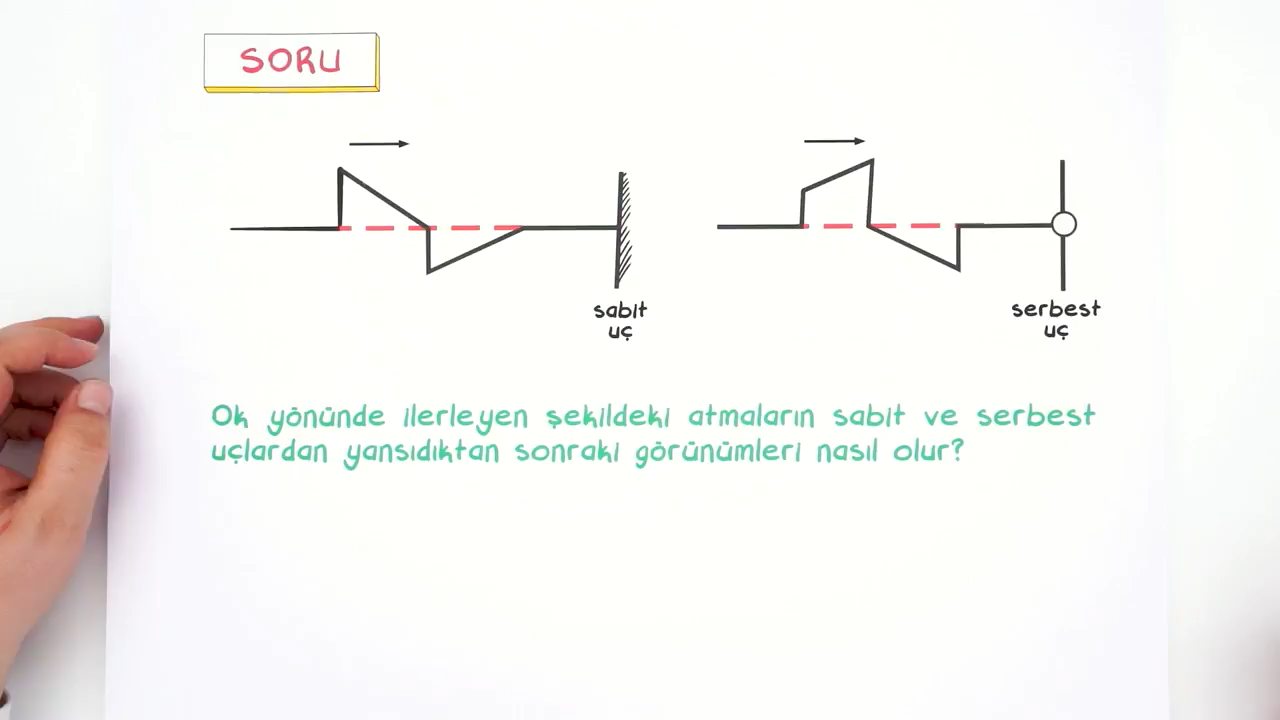 SORU
sabit
uç
serbest
uç
Ok yönünde ilerleyen şekildeki atmaların sabit ve serbest
uçlardan yansıdıktan sonraki görünümleri nasıl olur?